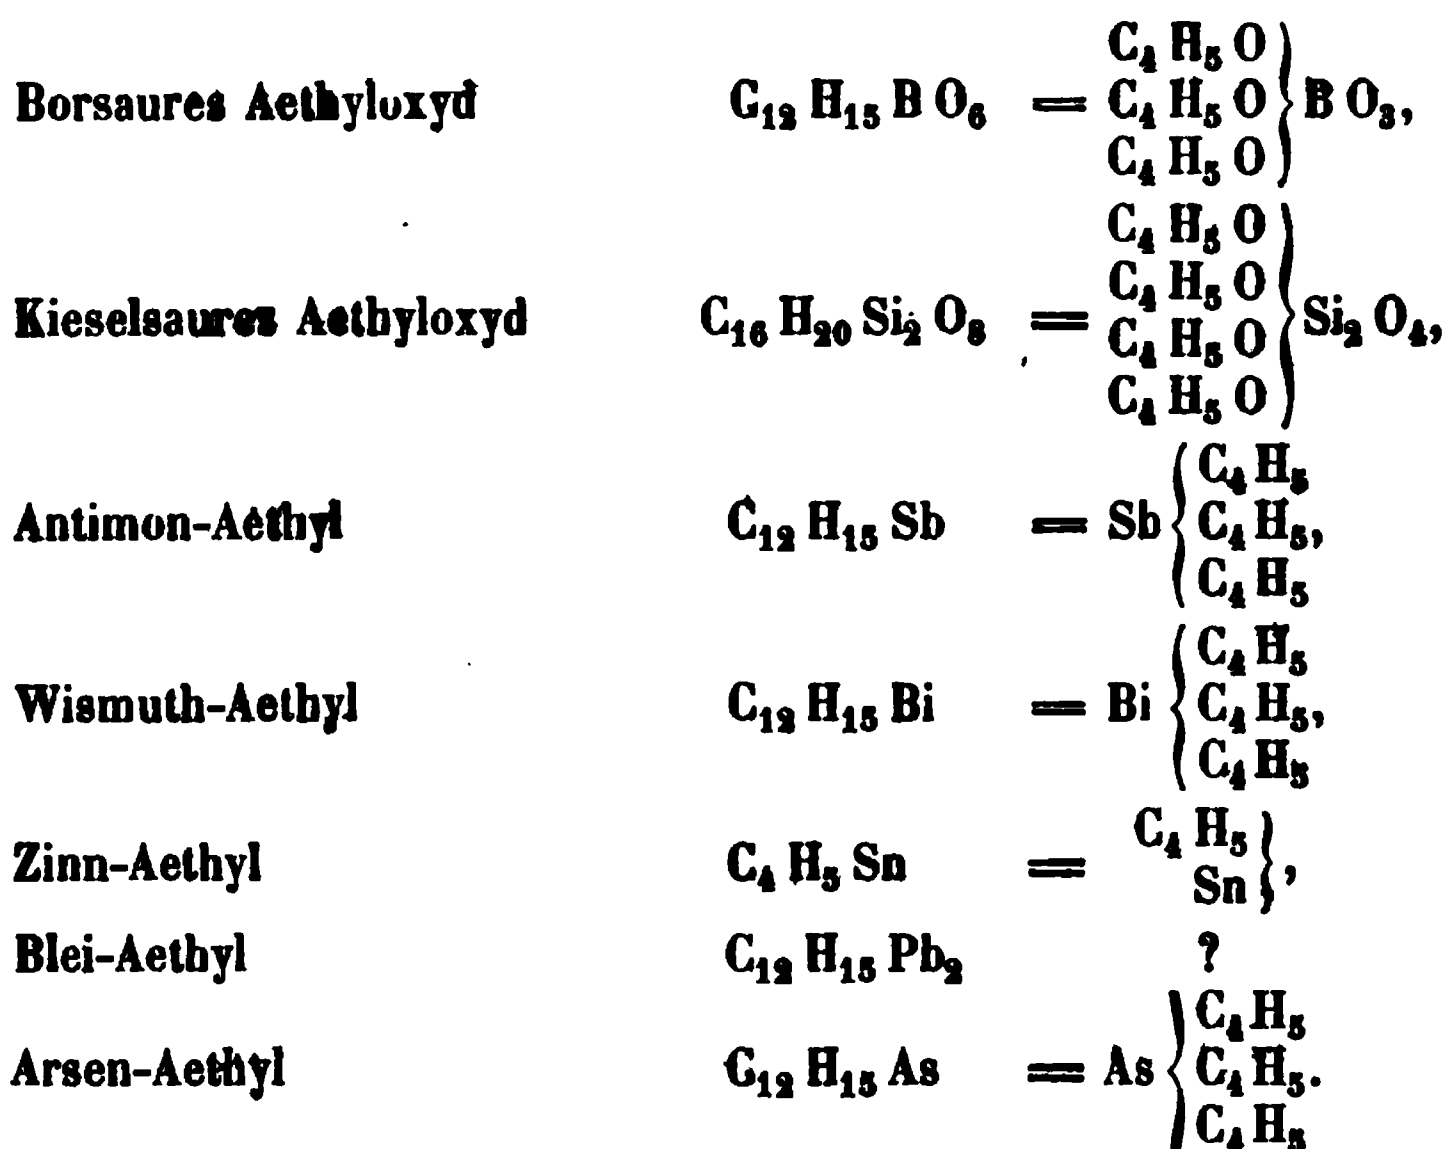 C₄ H₅ O
Borsaures Aethyloxyd C₁₂ H₁₅ B O₆ = C₄ H₅ O } B O₃,
C₄ H₅ O
C₄ H₅ O
C₄ H₅ O
Kieselsaures Aethyloxyd C₁₆ H₂₀ Si₂ O₈ = } Si₂ O₄,
C₄ H₅ O
C₄ H₅ O
C₄ H₅
Antimon-Aethyl C₁₂ H₁₅ Sb = Sb { C₄ H₅,
C₄ H₅
C₄ H₅
Wismuth-Aethyl C₁₂ H₁₅ Bi = Bi { C₄ H₅,
C₄ H₅
C₄ H₅
Zinn-Aethyl C₄ H₅ Sn = },
Sn
Blei-Aethyl C₁₂ H₁₅ Pb₂ ?
C₄ H₅
Arsen-Aethyl C₁₂ H₁₅ As = As { C₄ H₅.
C₄ H₅